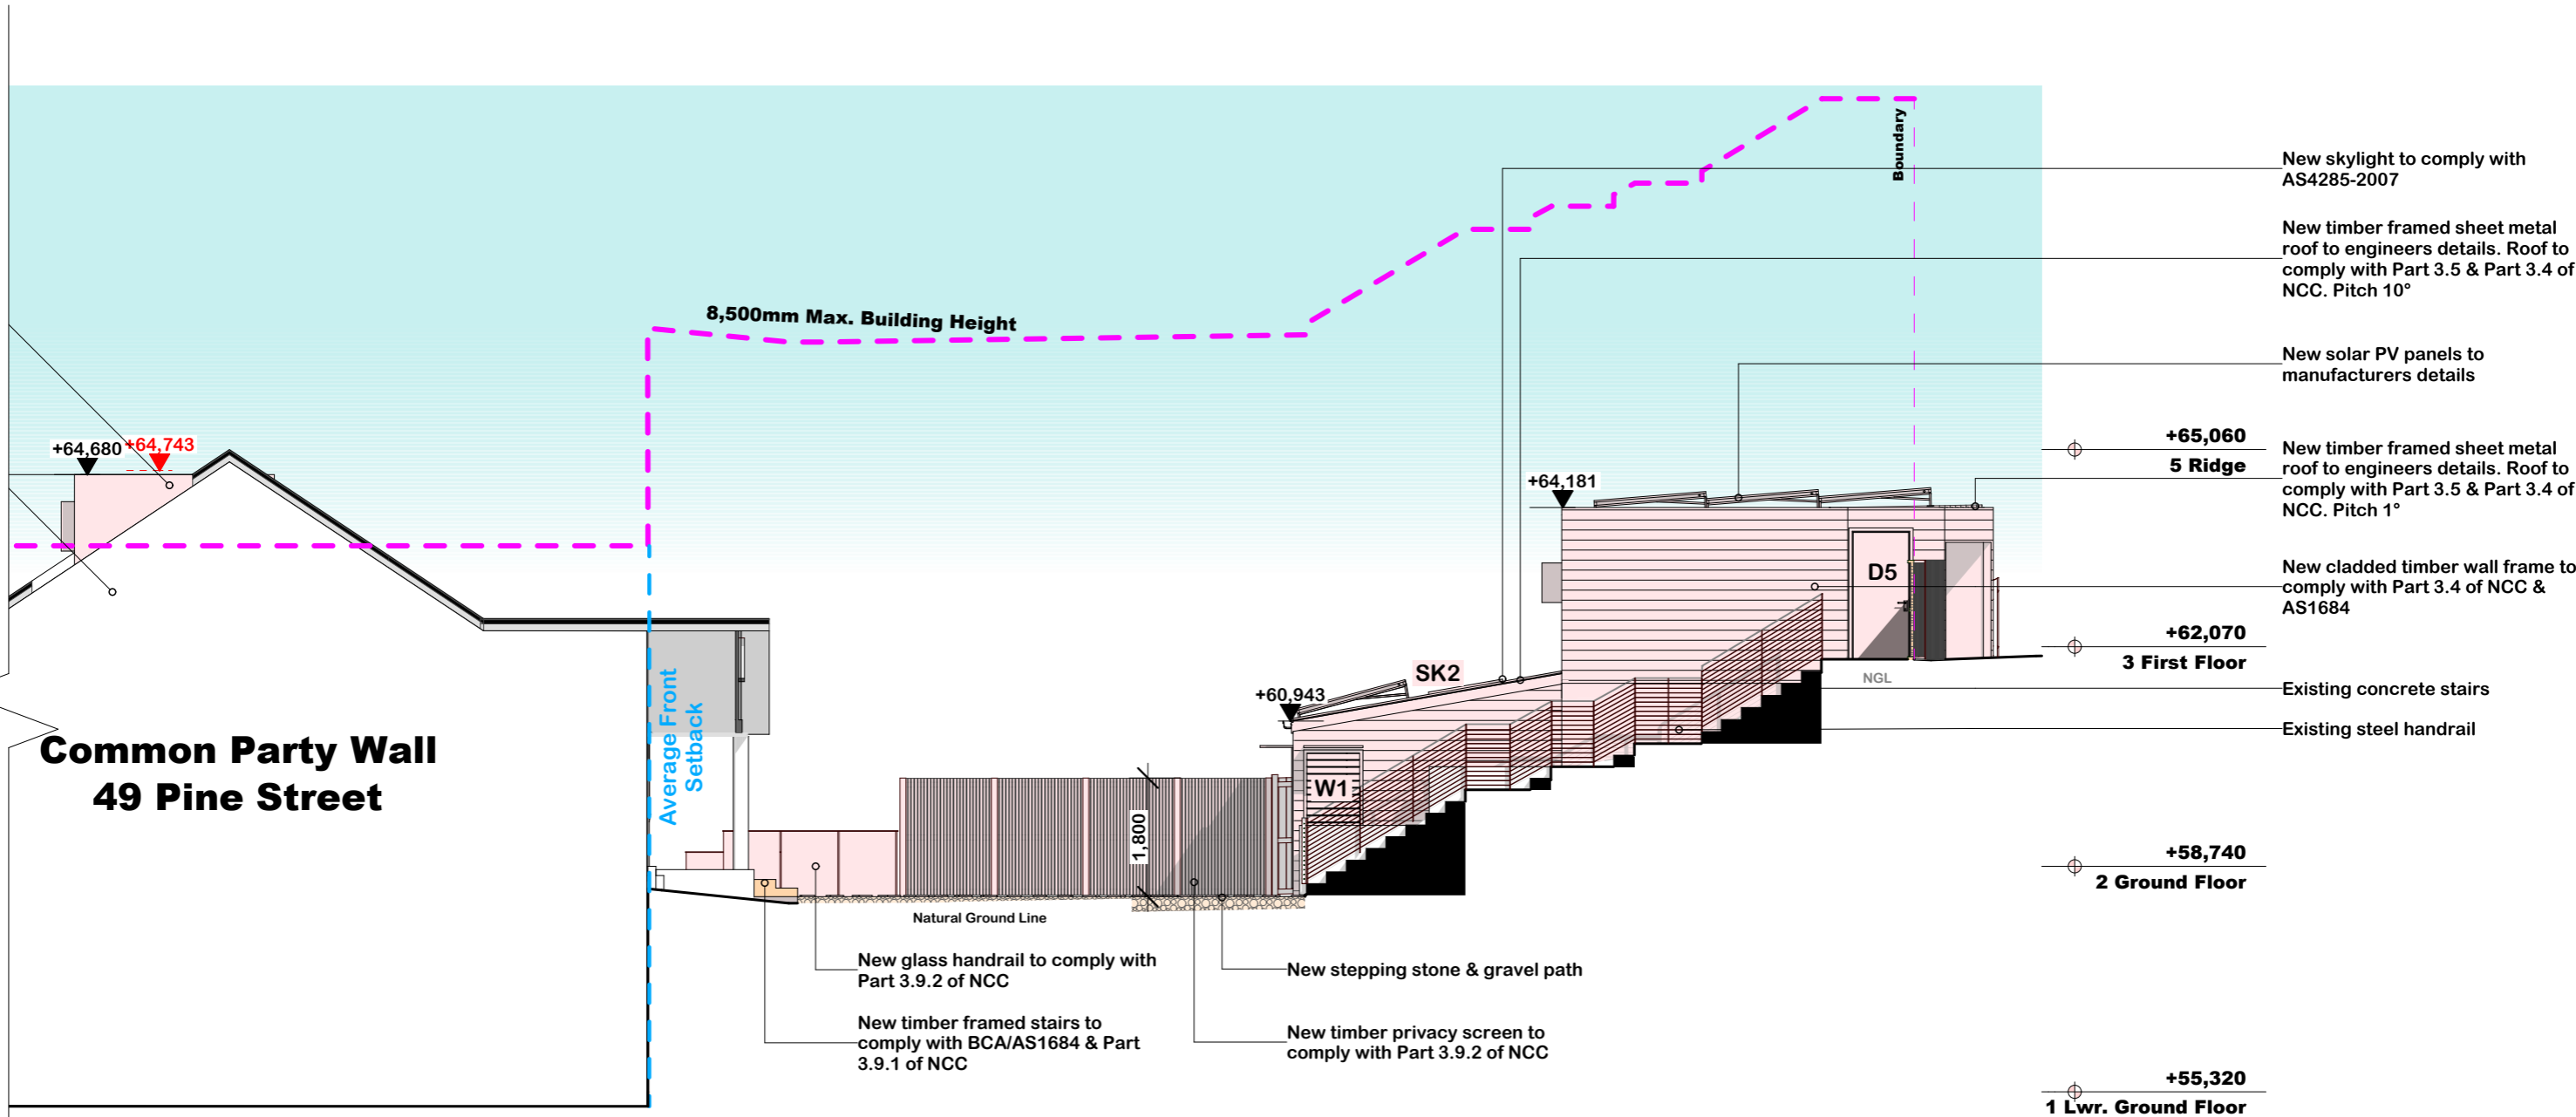 Boundary
New skylight to comply with
AS4285-2007
New timber framed sheet metal
roof to engineers details. Roof to
comply with Part 3.5 & Part 3.4 of
NCC. Pitch 10°
8,500mm Max. Building Height
New solar PV panels to
manufacturers details
+64,680
+64,743
+65,060
5 Ridge
New timber framed sheet metal
roof to engineers details. Roof to
comply with Part 3.5 & Part 3.4 of
NCC. Pitch 1°
+64,181
D5
New cladded timber wall frame to
comply with Part 3.4 of NCC &
AS1684
+62,070
3 First Floor
NGL
SK2
+60,943
Existing concrete stairs
Existing steel handrail
Common Party Wall
49 Pine Street
Average Front
Setback
W1
1,800
+58,740
2 Ground Floor
Natural Ground Line
New glass handrail to comply with
Part 3.9.2 of NCC
New stepping stone & gravel path
New timber framed stairs to
comply with BCA/AS1684 & Part
3.9.1 of NCC
New timber privacy screen to
comply with Part 3.9.2 of NCC
+55,320
1 Lwr. Ground Floor